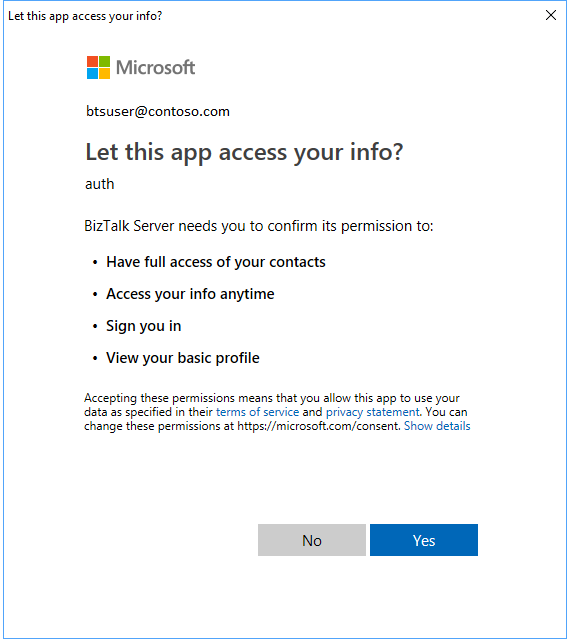 Let this app access your info?
Microsoft
btsuser@contoso.com
Let this app access your info?
auth
BizTalk Server needs you to confirm its permission to:
• Have full access of your contacts
• Access your info anytime
• Sign you in
• View your basic profile
Accepting these permissions means that you allow this app to use your
data as specified in their terms of service and privacy statement. You can
change these permissions at https://microsoft.com/consent. Show details
No Yes